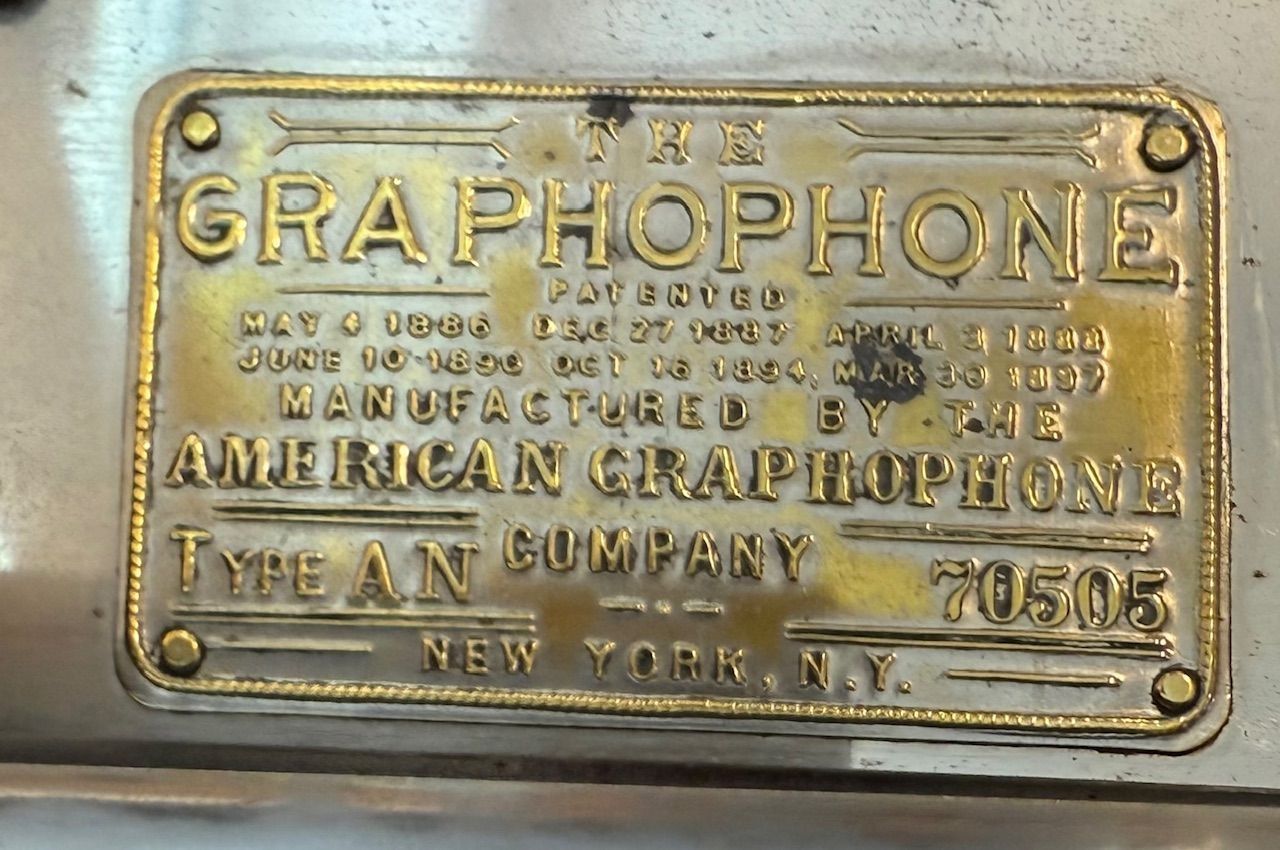 THE
GRAPHOPHONE
PATENTED
MAY 4 1886 DEC 27 1887 APRIL 3 1888
JUNE 10 1890 OCT 16 1894, MAR 30 1897
MANUFACTURED BY THE
AMERICAN GRAPHOPHONE
TYPE AN COMPANY 70505
NEW YORK, N.Y.